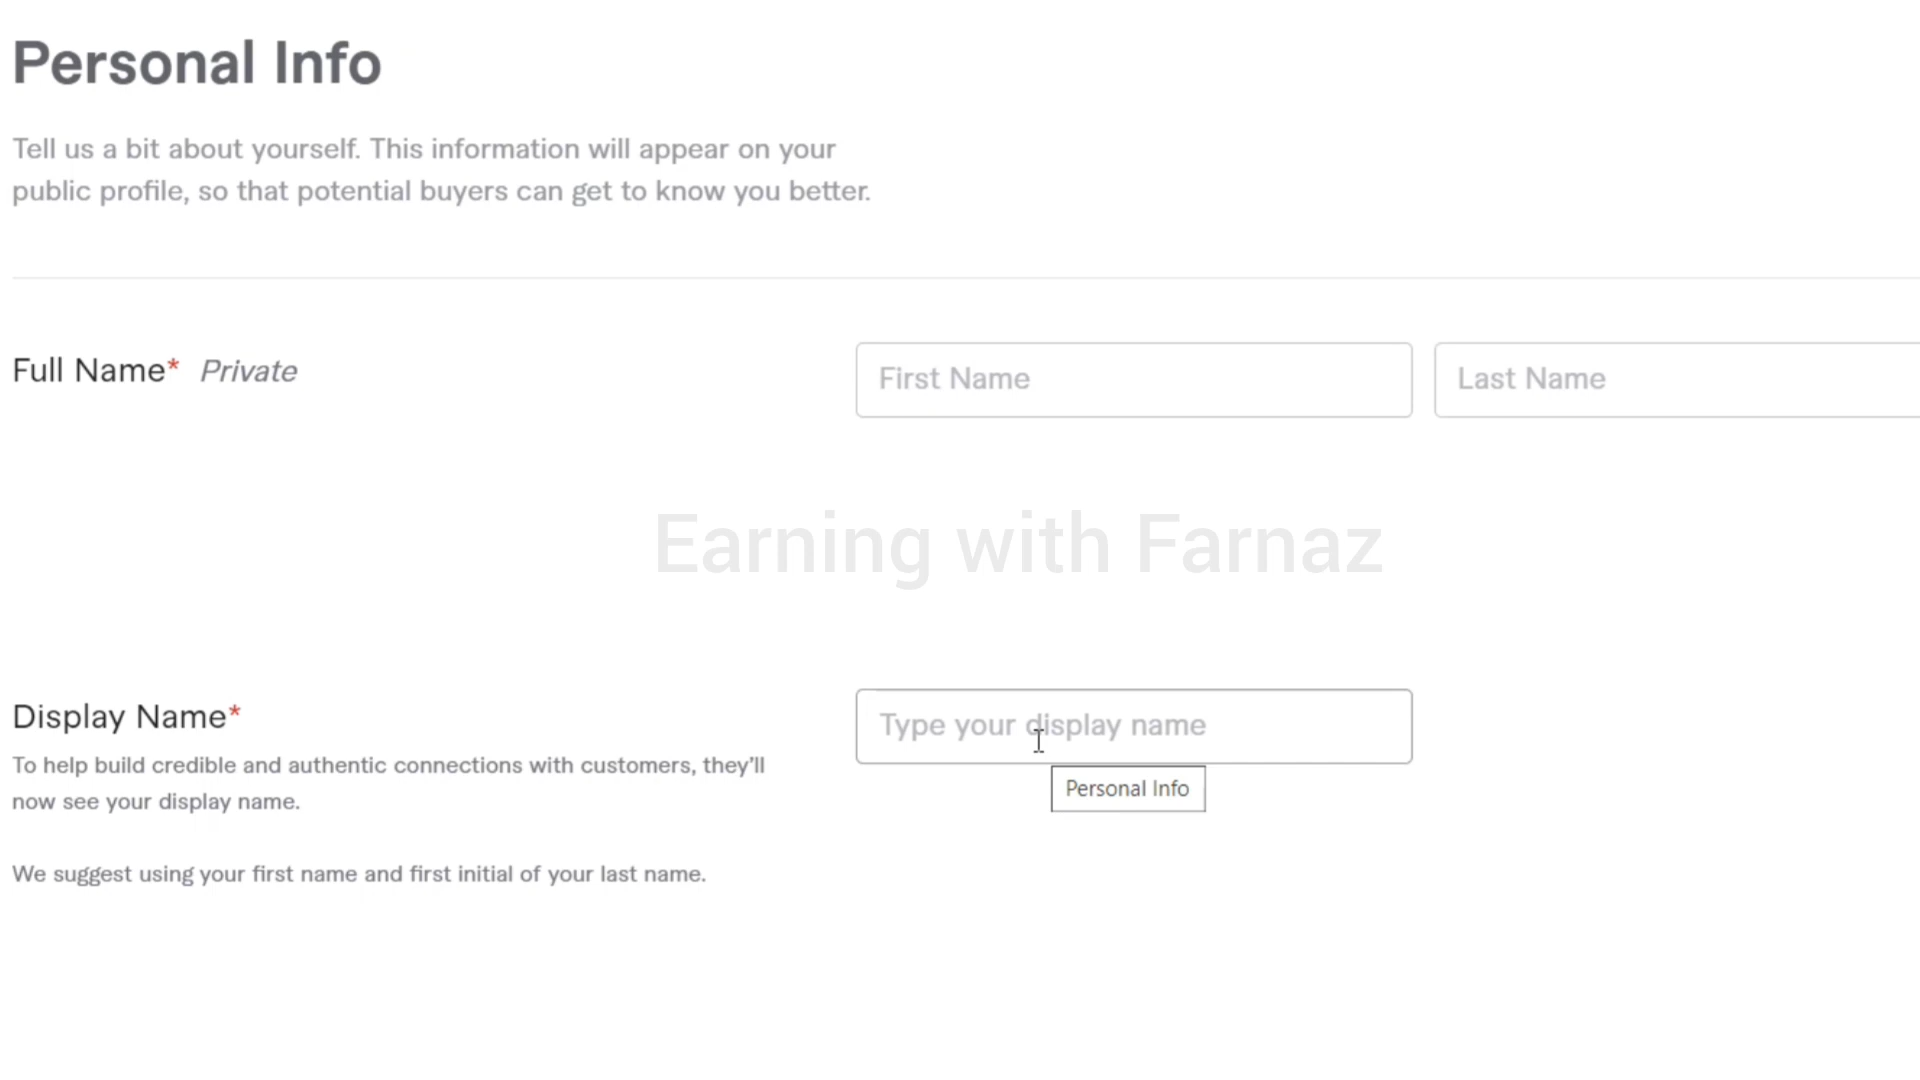 Personal Info
Tell us a bit about yourself. This information will appear on your
public profile, so that potential buyers can get to know you better.
Full Name* Private
First Name
Last Name
Earning with Farnaz
Display Name*
Type your display name
To help build credible and authentic connections with customers, they'll
now see your display name.
Personal Info
We suggest using your first name and first initial of your last name.